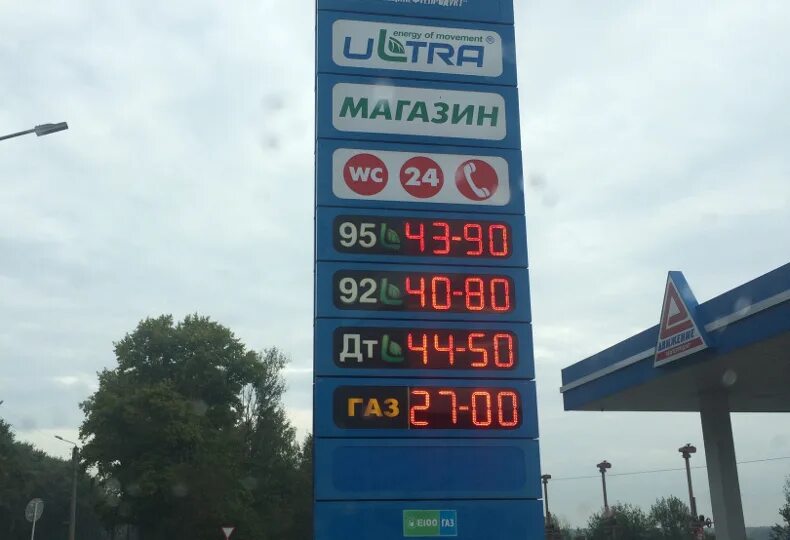 energy of movement ®
ULTRA
МАГАЗИН
WC 24
95 43-90
92 40-80
Дт 44-50
ГАЗ 27-00
E100 ГАЗ
ДВИЖЕНИЕ